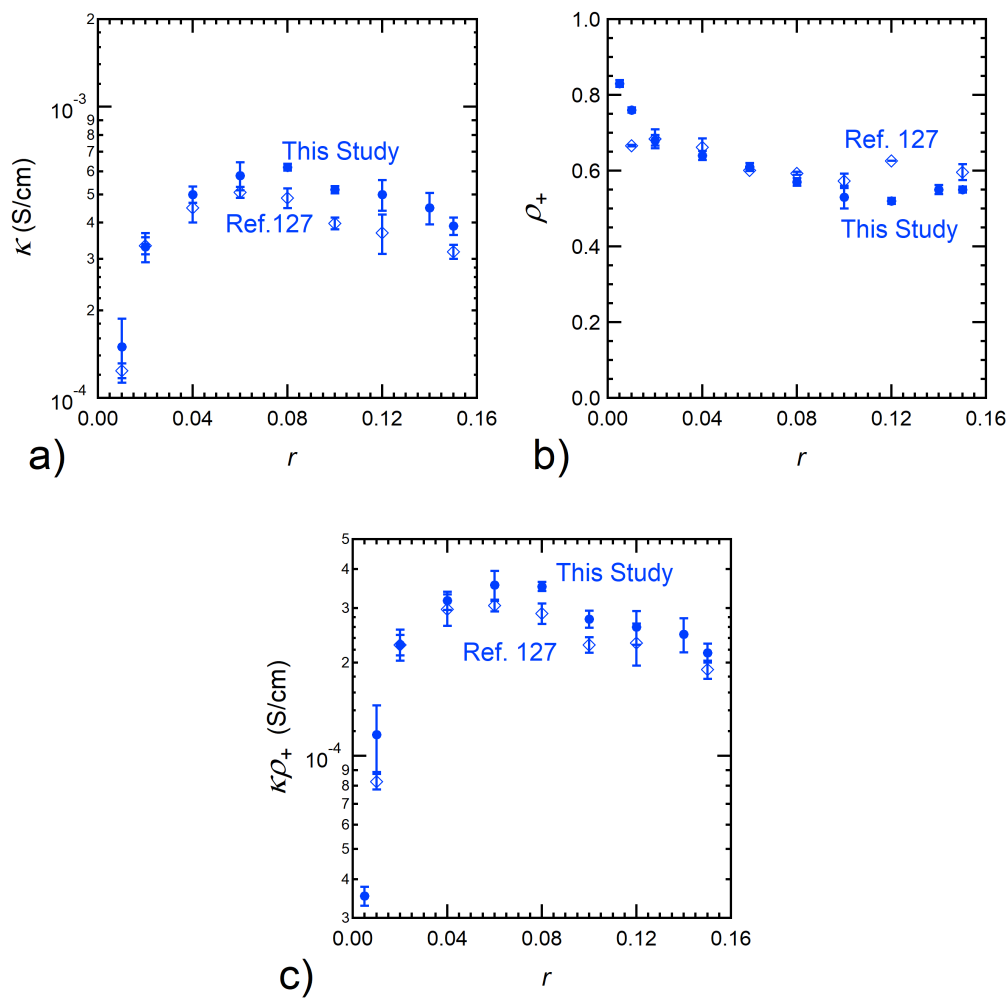 2
10⁻³
9
8
7
6
5
4
3
2
10⁻⁴
κ (S/cm)
This Study
Ref.127
0.00 0.04 0.08 0.12 0.16
r
a)
1.0
0.8
0.6
0.4
0.2
0.0
ρ₊
Ref. 127
This Study
0.00 0.04 0.08 0.12 0.16
r
b)
5
4
3
2
10⁻⁴
9
8
7
6
5
4
3
κρ₊ (S/cm)
This Study
Ref. 127
0.00 0.04 0.08 0.12 0.16
r
c)